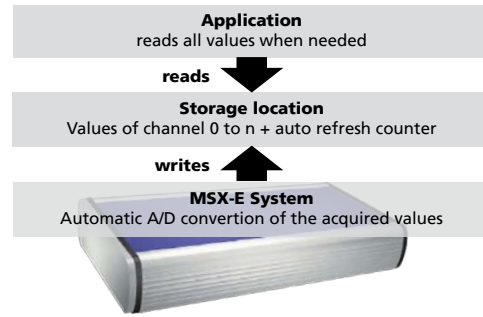 Application
reads all values when needed
reads
Storage location
Values of channel 0 to n + auto refresh counter
writes
MSX-E System
Automatic A/D convertion of the acquired values